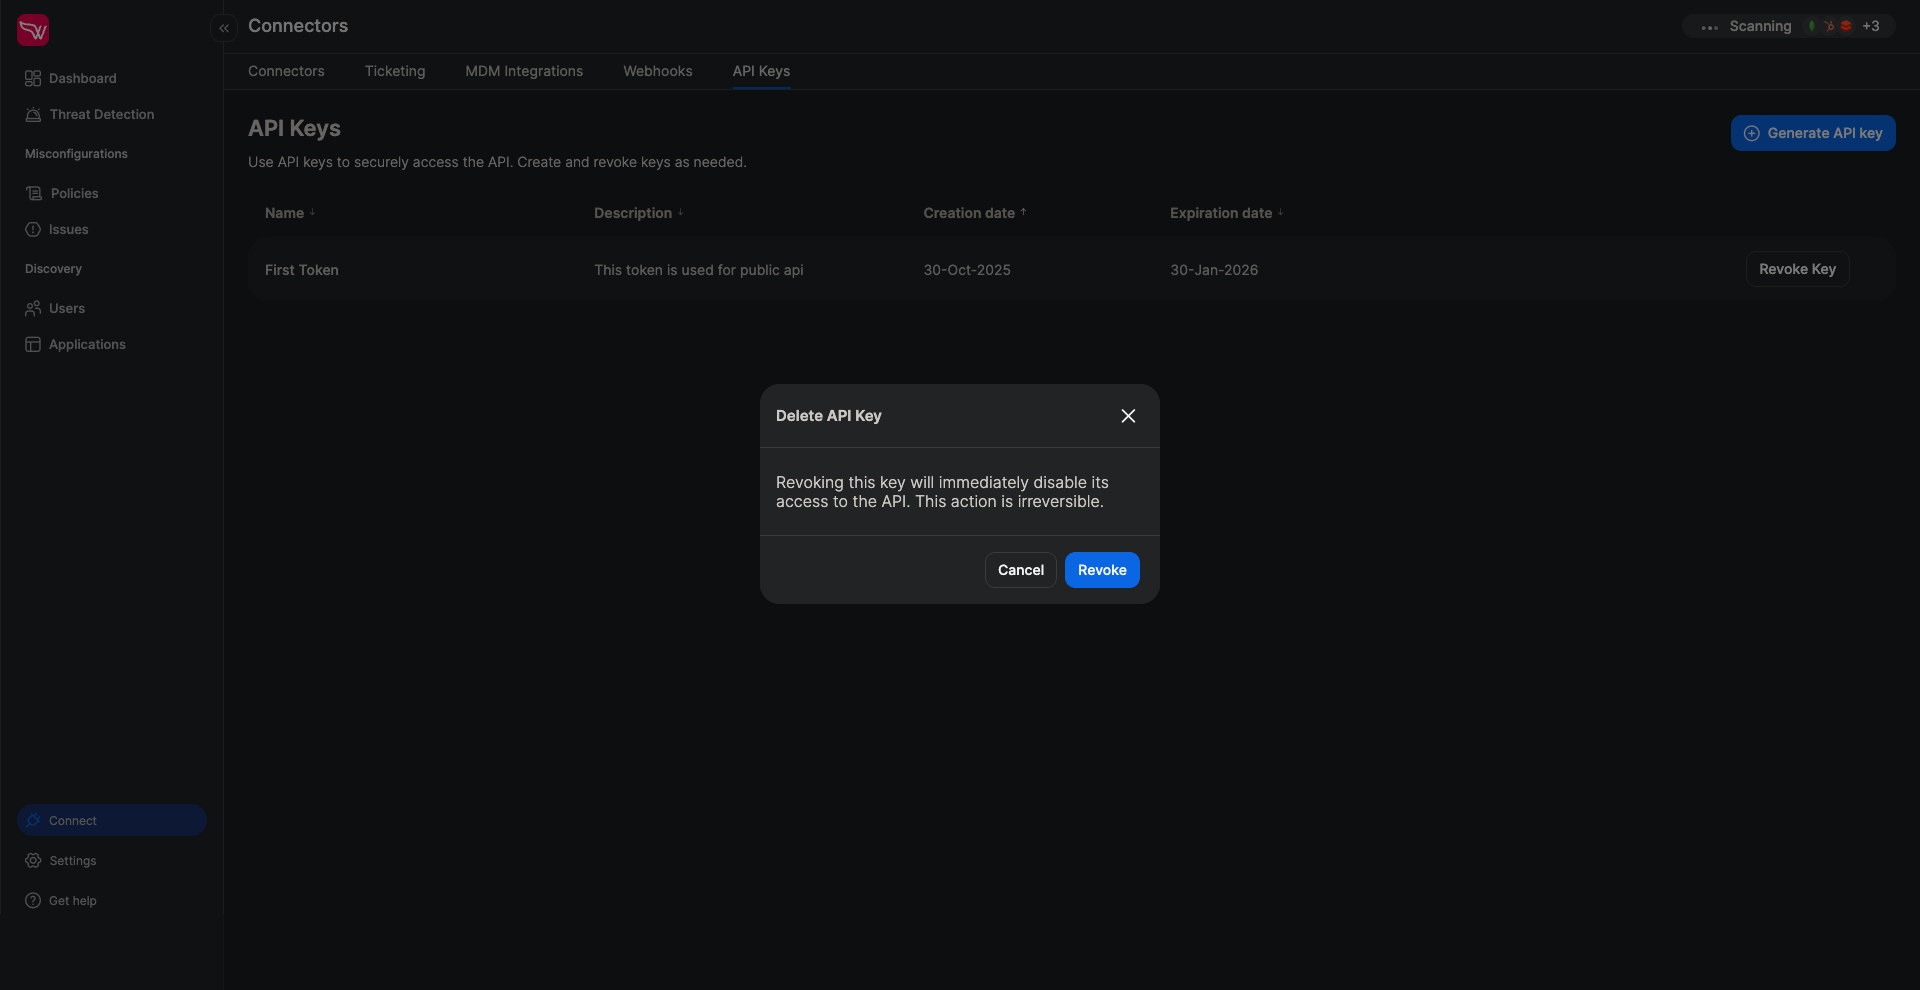 Connectors
Scanning +3
Dashboard
Threat Detection
Misconfigurations
Policies
Issues
Discovery
Users
Applications
Connect
Settings
Get help
Connectors Ticketing MDM Integrations Webhooks API Keys
API Keys
Generate API key
Use API keys to securely access the API. Create and revoke keys as needed.
Name ↓ Description ↓ Creation date ↑ Expiration date ↓
First Token This token is used for public api 30-Oct-2025 30-Jan-2026 Revoke Key
Delete API Key
Revoking this key will immediately disable its
access to the API. This action is irreversible.
Cancel Revoke